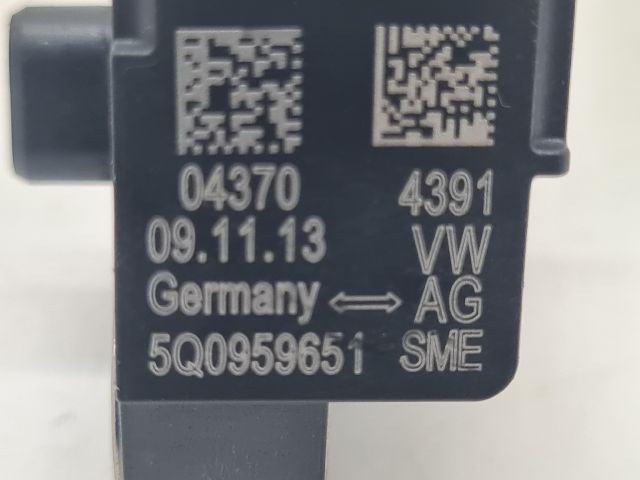 04370 4391
09.11.13 VW
Germany ⟺ AG
5Q0959651 SME